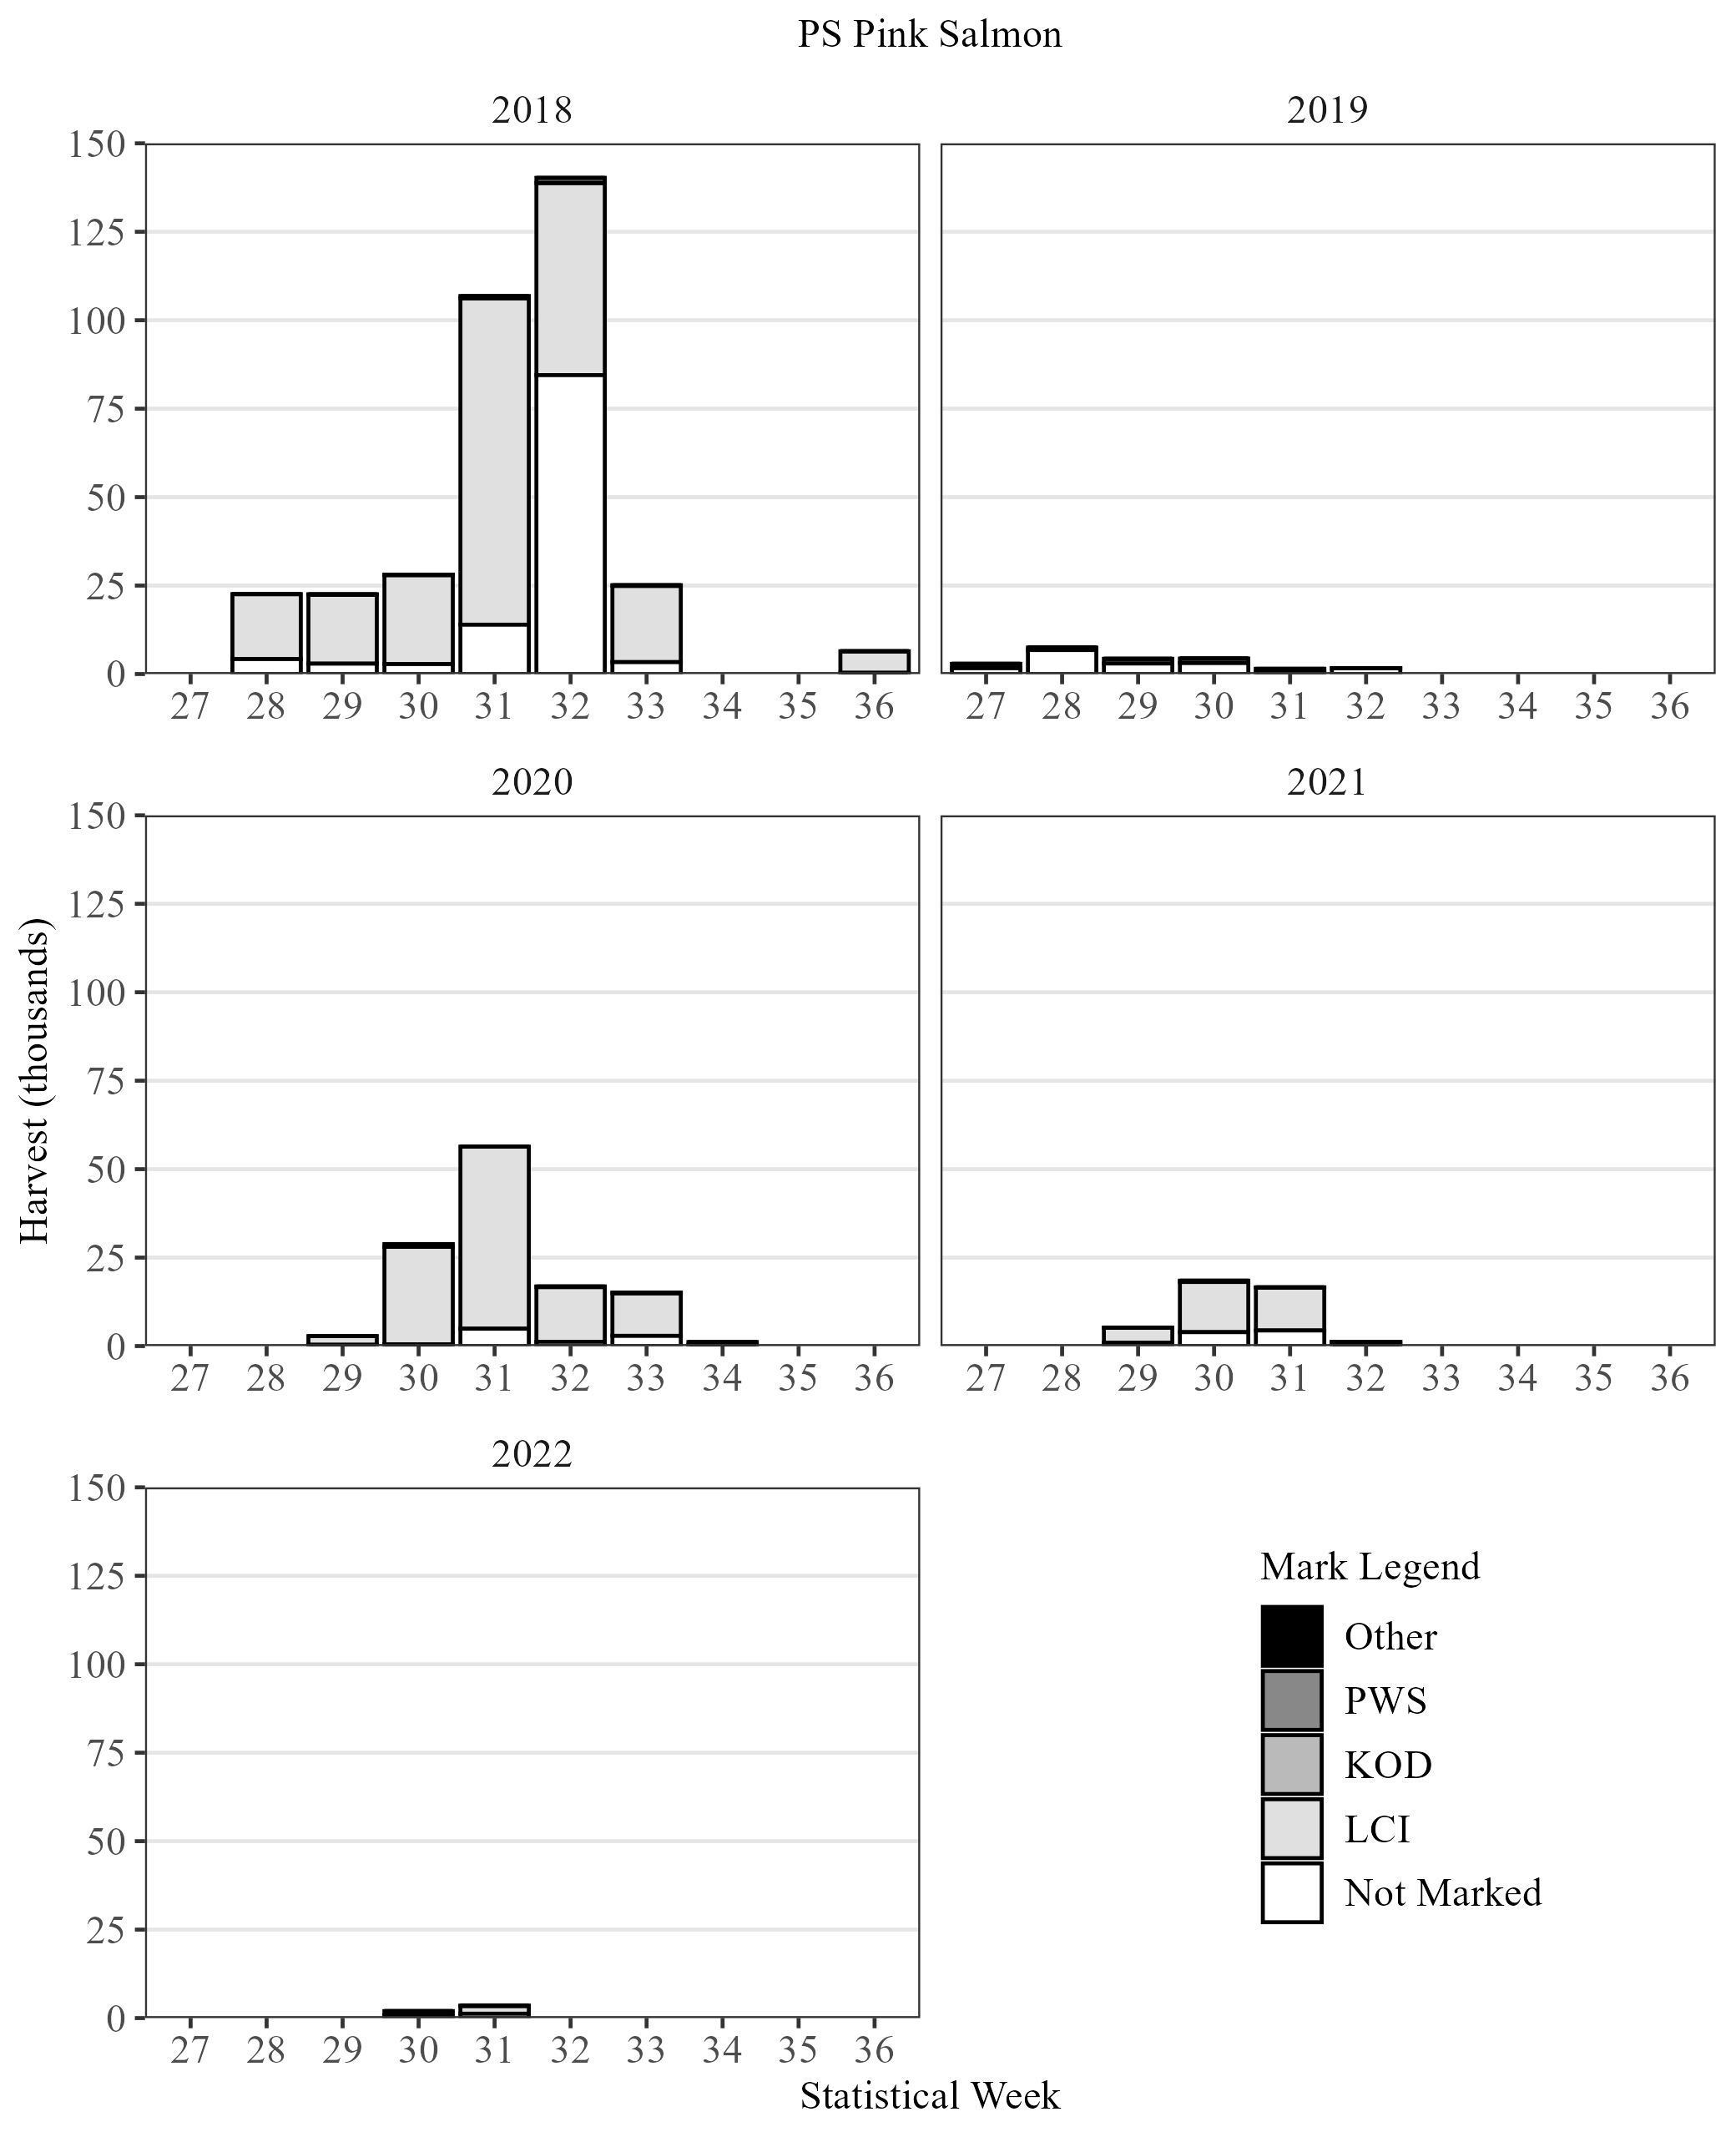 PS Pink Salmon
2018
2019
150
125
100
75
50
25
0
27 28 29 30 31 32 33 34 35 36
27 28 29 30 31 32 33 34 35 36
2020
2021
150
125
100
75
50
25
0
27 28 29 30 31 32 33 34 35 36
27 28 29 30 31 32 33 34 35 36
Harvest (thousands)
2022
150
125
100
75
50
25
0
27 28 29 30 31 32 33 34 35 36
Statistical Week
Mark Legend
Other
PWS
KOD
LCI
Not Marked